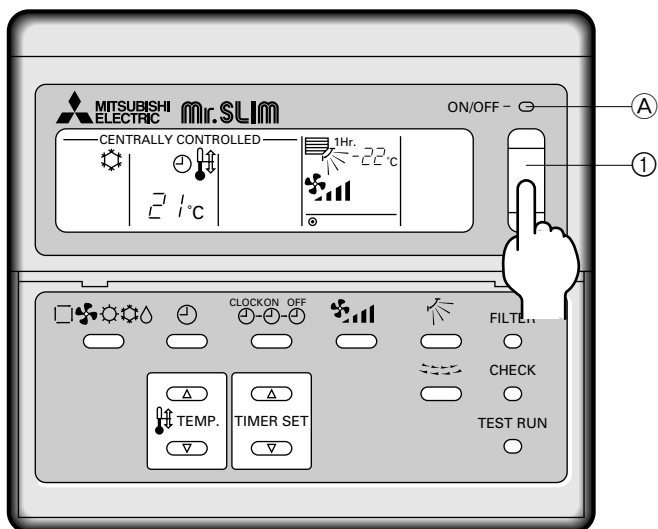 MITSUBISHI
ELECTRIC
Mr.SLIM
ON/OFF
A
CENTRALLY CONTROLLED
1Hr.
-22°C
21°C
1
CLOCK ON OFF
FILTER
CHECK
TEMP.
TIMER SET
TEST RUN